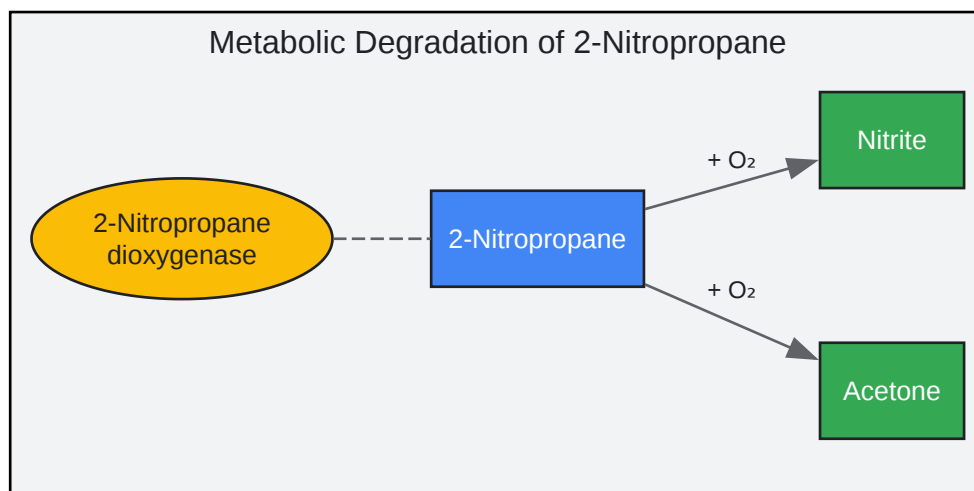 Metabolic Degradation of 2-Nitropropane
Nitrite
+ O₂
2-Nitropropane
dioxygenase
2-Nitropropane
+ O₂
Acetone